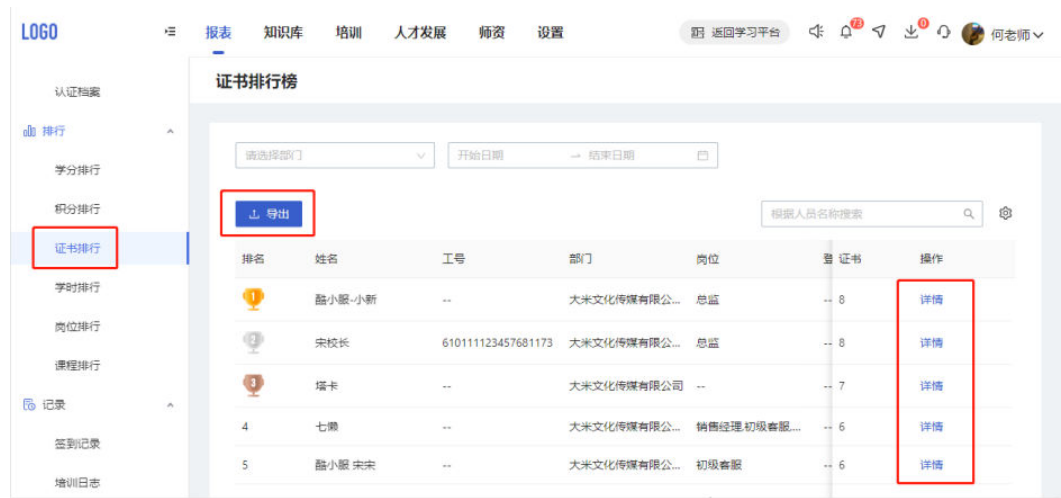 LOGO 报表 知识库 培训 人才发展 师资 设置 返回学习平台 73 0 何老师
认证档案
排行
学分排行
积分排行
证书排行
学时排行
岗位排行
课程排行
记录
签到记录
培训日志
证书排行榜
请选择部门 开始日期 → 结束日期
导出 根据人员名称搜索
排名 姓名 工号 部门 岗位 证书 操作
1 酷小服-小新 -- 大米文化传媒有限公... 总监 -- 8 详情
2 宋校长 610111123457681173 大米文化传媒有限公... 总监 -- 8 详情
3 塔卡 -- 大米文化传媒有限公司 -- -- 7 详情
4 七懒 -- 大米文化传媒有限公... 销售经理,初级客服,... -- 6 详情
5 酷小服 宋宋 -- 大米文化传媒有限公... 初级客服 -- 6 详情